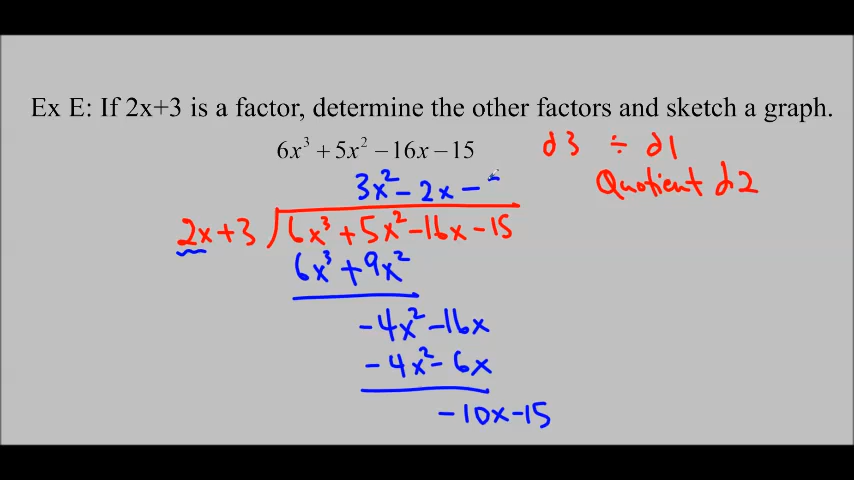 Ex E: If 2x+3 is a factor, determine the other factors and sketch a graph.
6x³ + 5x² − 16x − 15
d3 ÷ d1
Quotient d2
3x² − 2x −
2x + 3 6x³ + 5x² − 16x − 15
6x³ + 9x²
−4x² − 16x
−4x² − 6x
−10x − 15